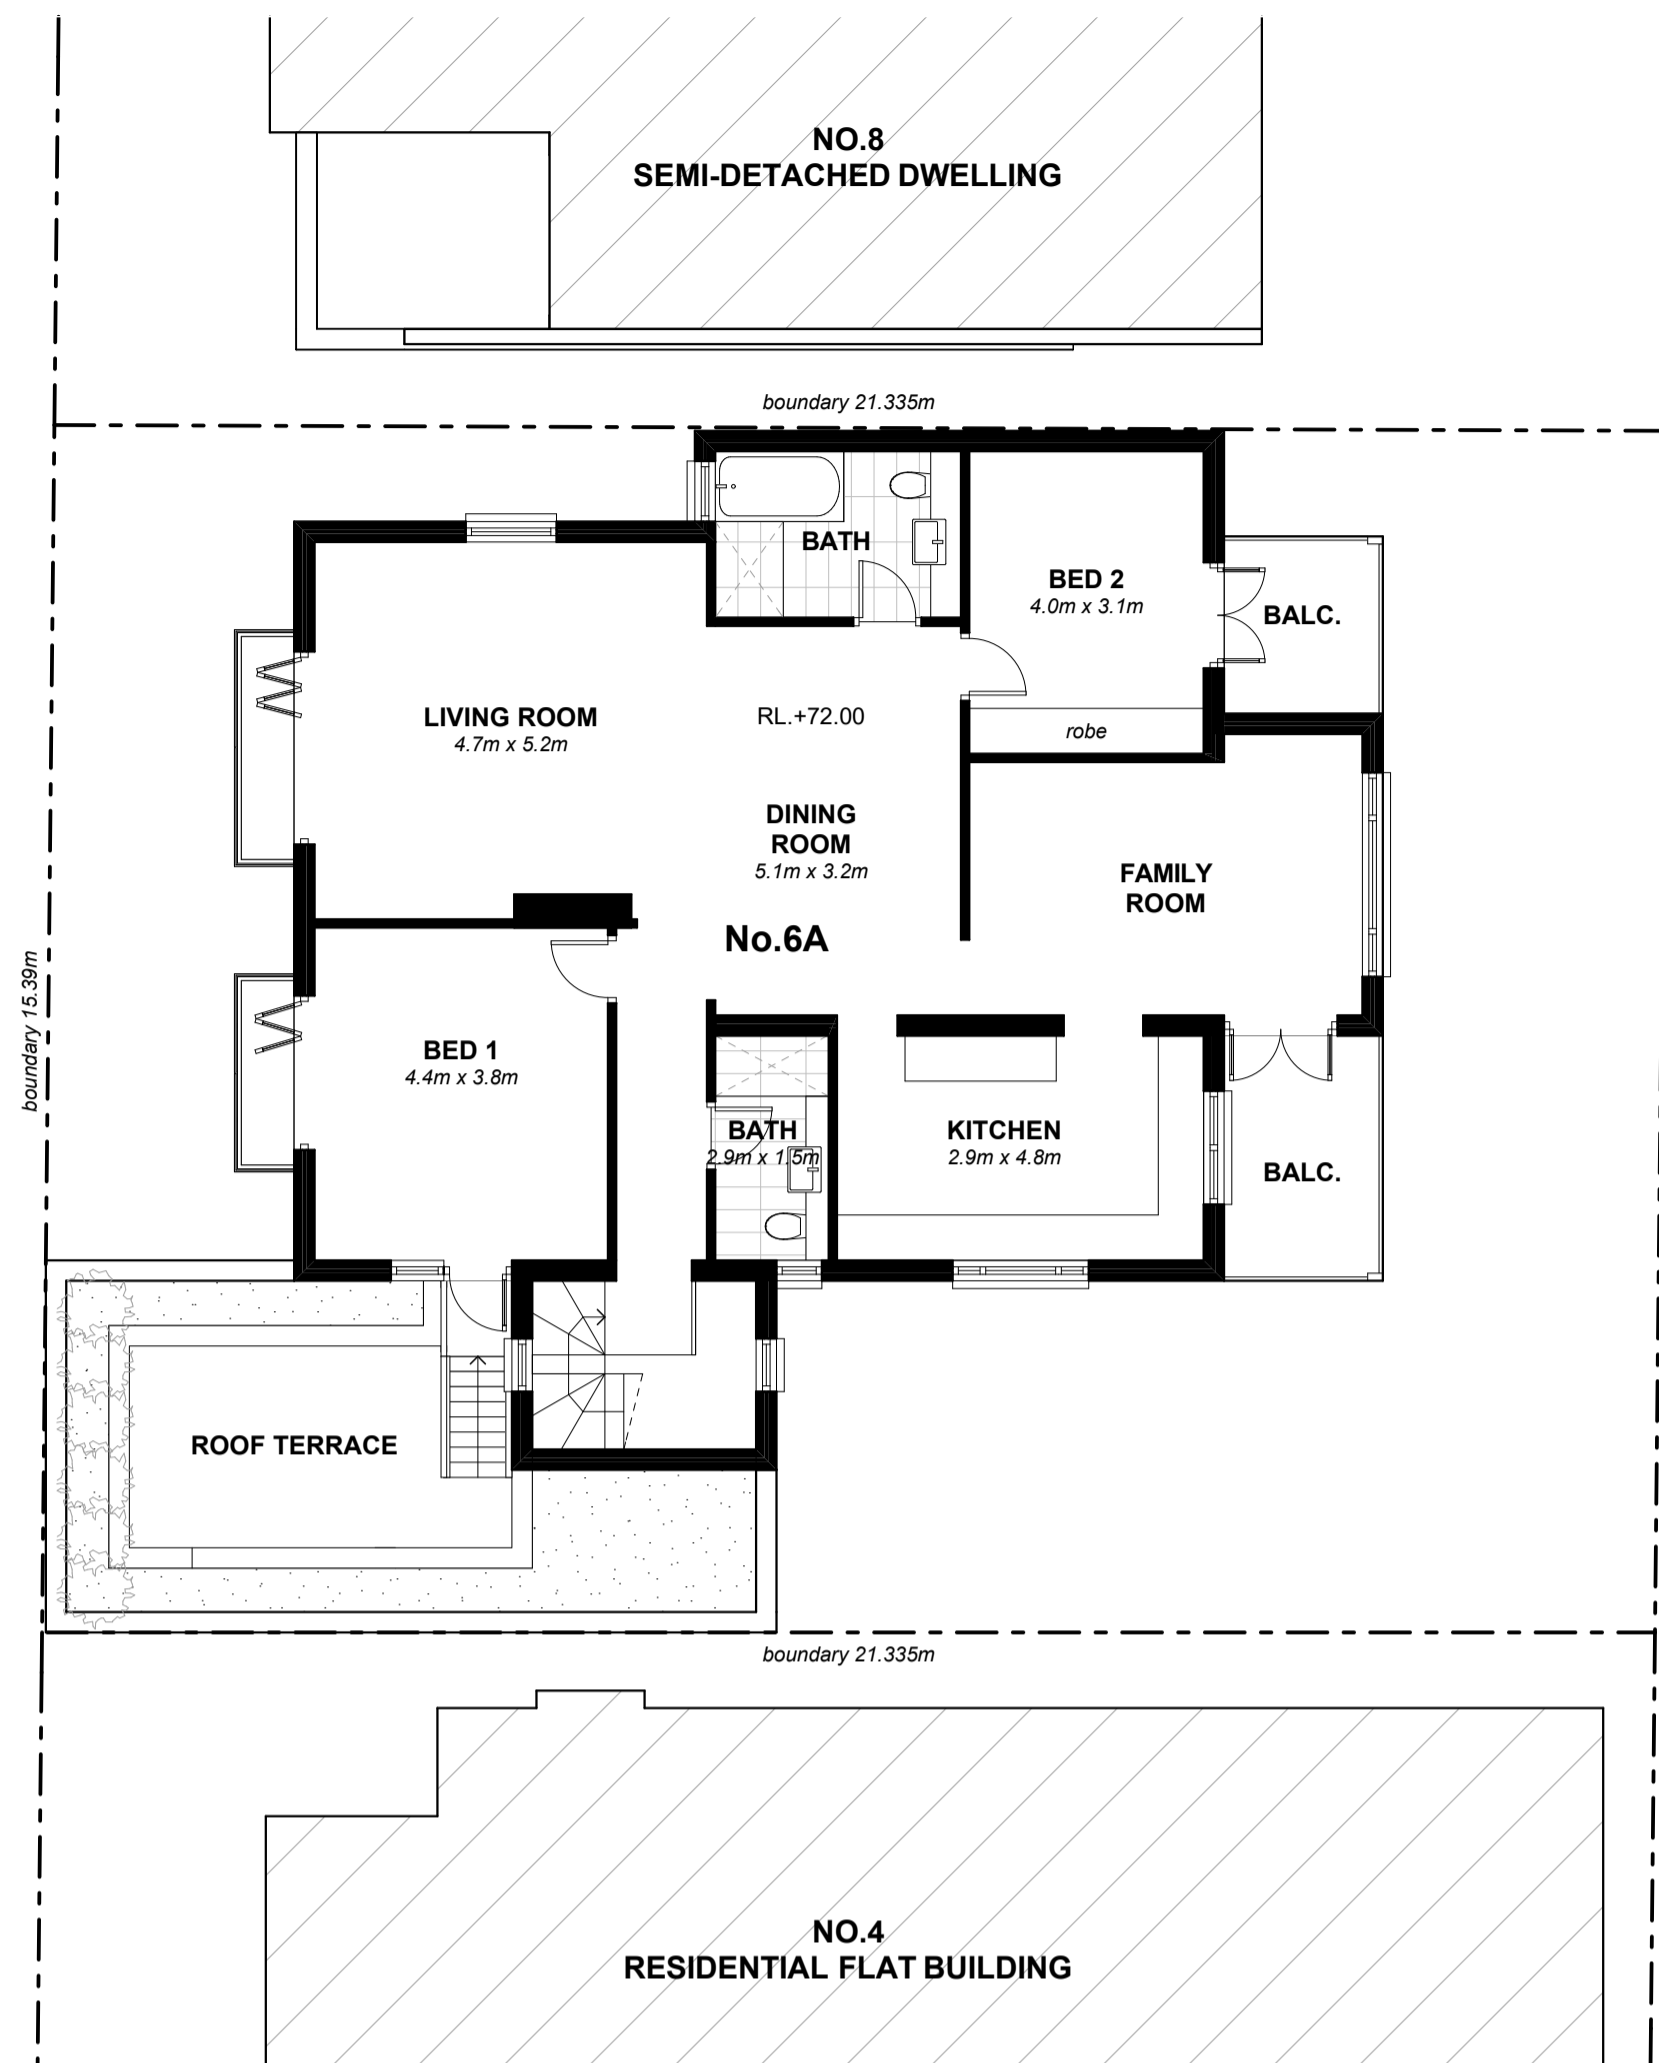 NO.8
SEMI-DETACHED DWELLING
boundary 21.335m
BATH
BED 2
4.0m x 3.1m
BALC.
LIVING ROOM
4.7m x 5.2m
RL.+72.00
robe
DINING
ROOM
5.1m x 3.2m
FAMILY
ROOM
No.6A
boundary 15.39m
BED 1
4.4m x 3.8m
BATH
2.9m x 1.5m
KITCHEN
2.9m x 4.8m
BALC.
ROOF TERRACE
boundary 21.335m
NO.4
RESIDENTIAL FLAT BUILDING